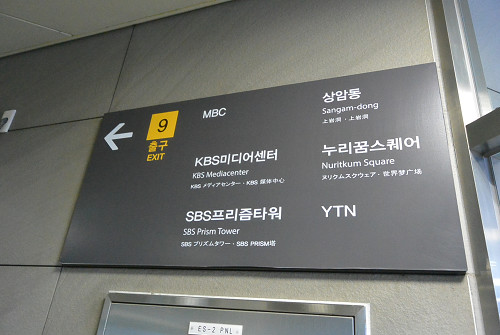 9
출구
EXIT
MBC
KBS미디어센터
KBS Mediacenter
KBS メディアセンター · KBS 媒体中心
SBS프리즘타워
SBS Prism Tower
SBS プリズムタワー · SBS PRISM塔
상암동
Sangam-dong
上岩洞 · 上岩洞
누리꿈스퀘어
Nuritkum Square
ヌリクムスクウェア · 世界梦广场
YTN
ES-2 PNL